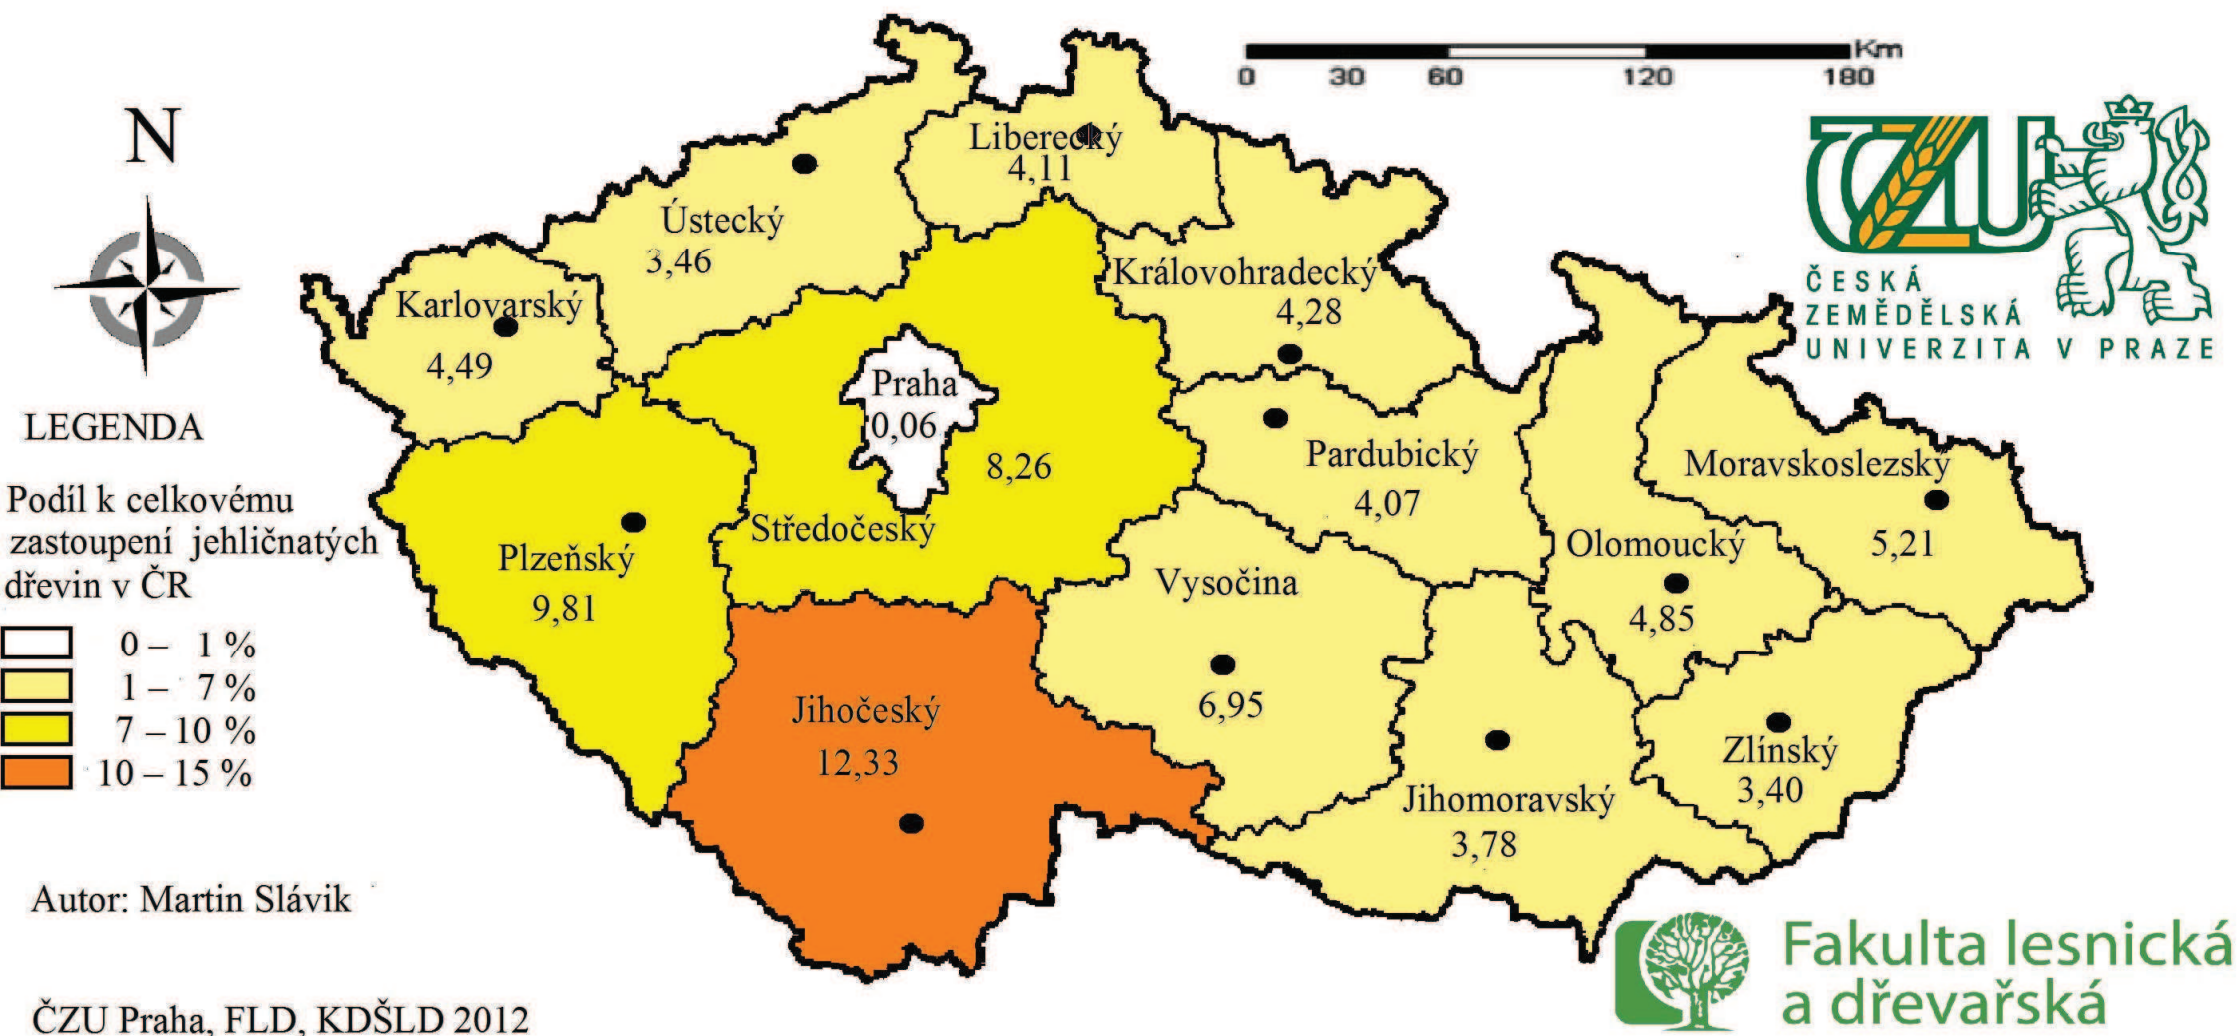 Km
0 30 60 120 180
N
ČZU
ČESKÁ
ZEMĚDĚLSKÁ
UNIVERZITA V PRAZE
Liberecký
4,11
Ústecký
3,46
Královohradecký
4,28
Karlovarský
4,49
Praha
0,06
8,26
Středočeský
Pardubický
4,07
Moravskoslezský
5,21
Olomoucký
4,85
Plzeňský
9,81
Vysočina
6,95
Jihočeský
12,33
Zlínský
3,40
Jihomoravský
3,78
LEGENDA
Podíl k celkovému
zastoupení jehličnatých
dřevin v ČR
0 – 1 %
1 – 7 %
7 – 10 %
10 – 15 %
Autor: Martin Slávik
ČZU Praha, FLD, KDŠLD 2012
Fakulta lesnická
a dřevařská